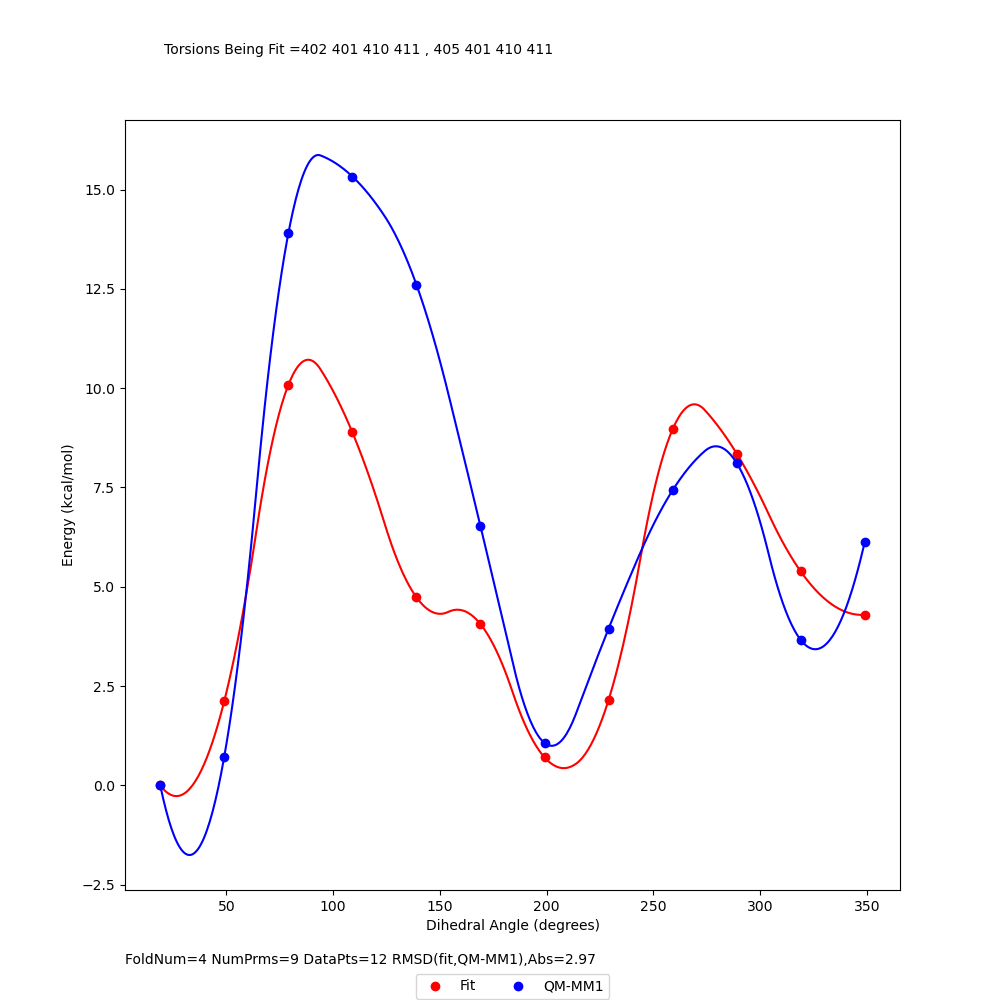 Torsions Being Fit =402 401 410 411 , 405 401 410 411
15.0
12.5
10.0
7.5
5.0
2.5
0.0
−2.5
Energy (kcal/mol)
50 100 150 200 250 300 350
Dihedral Angle (degrees)
FoldNum=4 NumPrms=9 DataPts=12 RMSD(fit,QM-MM1),Abs=2.97
Fit QM-MM1